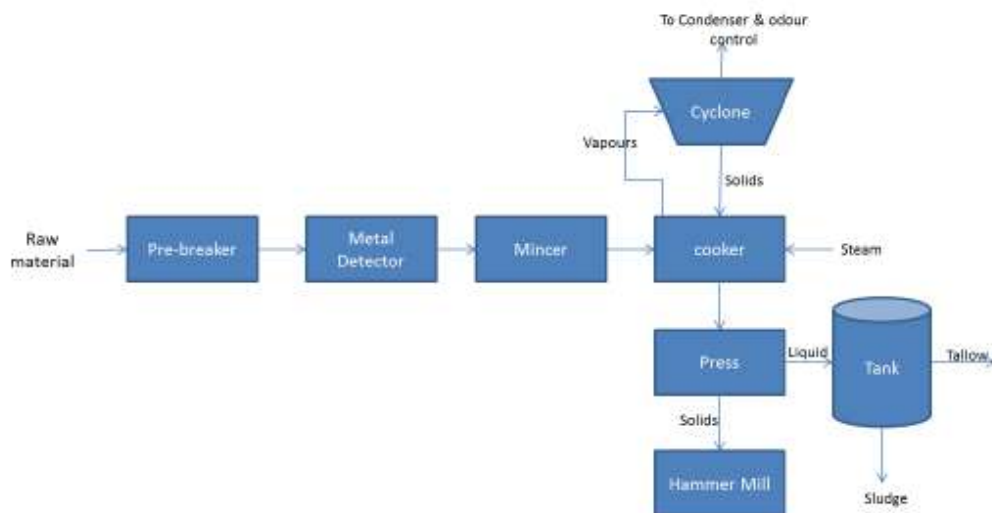 To Condenser & odour
control
Cyclone
Vapours
Solids
Raw
material
Pre-breaker
Metal
Detector
Mincer
cooker
Steam
Press
Liquid
Tank
Tallow
Solids
Hammer Mill
Sludge